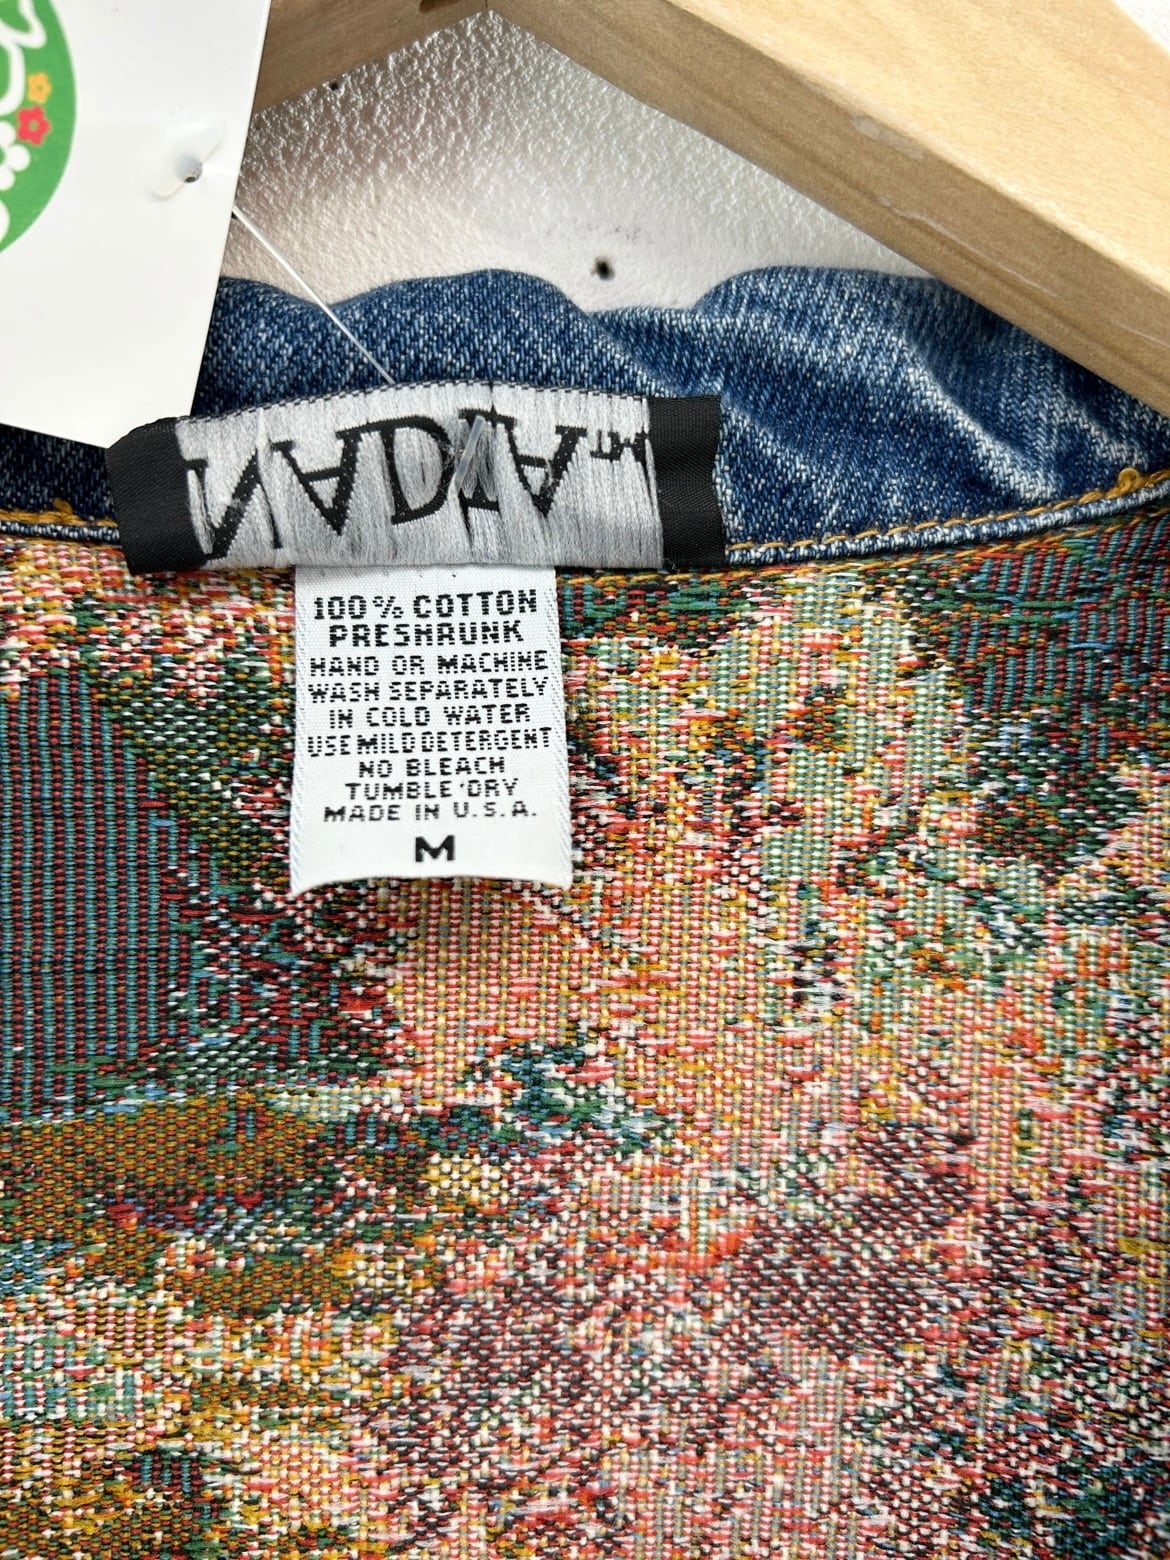 NADIA™
100% COTTON
PRESHRUNK
HAND OR MACHINE
WASH SEPARATELY
IN COLD WATER
USE MILD DETERGENT
NO BLEACH
TUMBLE DRY
MADE IN U.S.A.
M